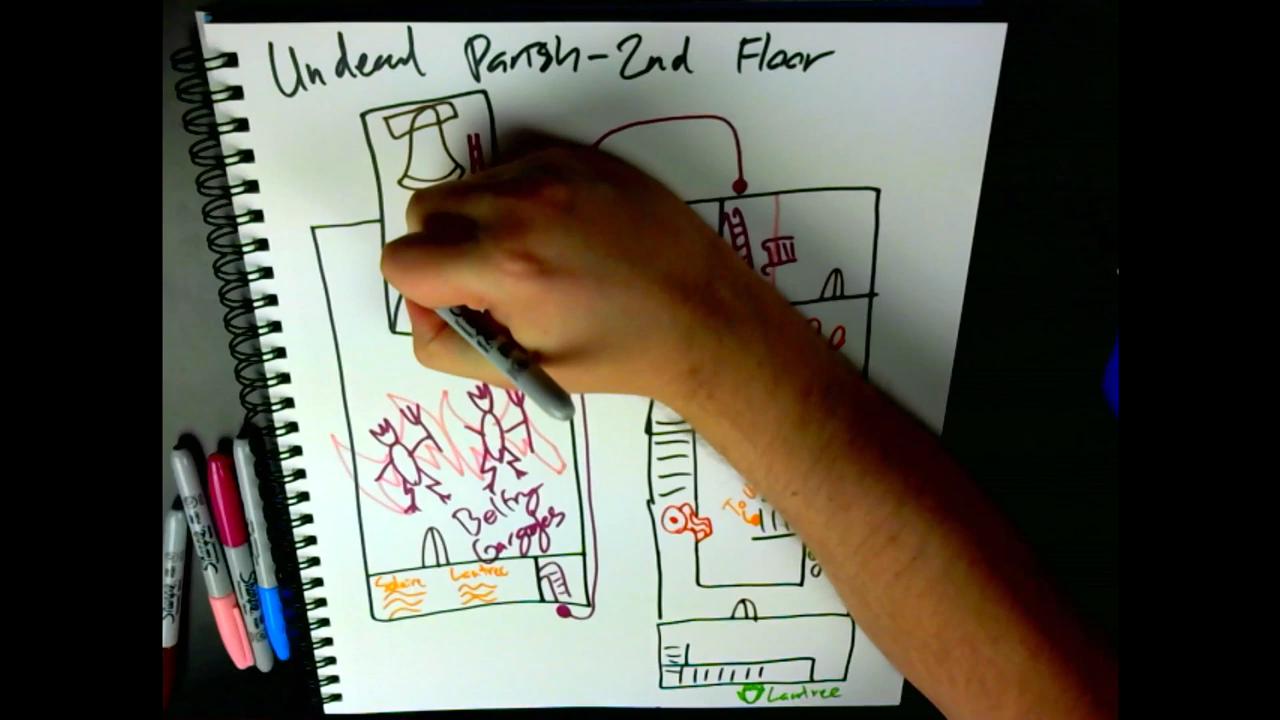 Undead Parish-2nd Floor
Belfry
Gargoyles
Solaire
Lautrec
Lautrec